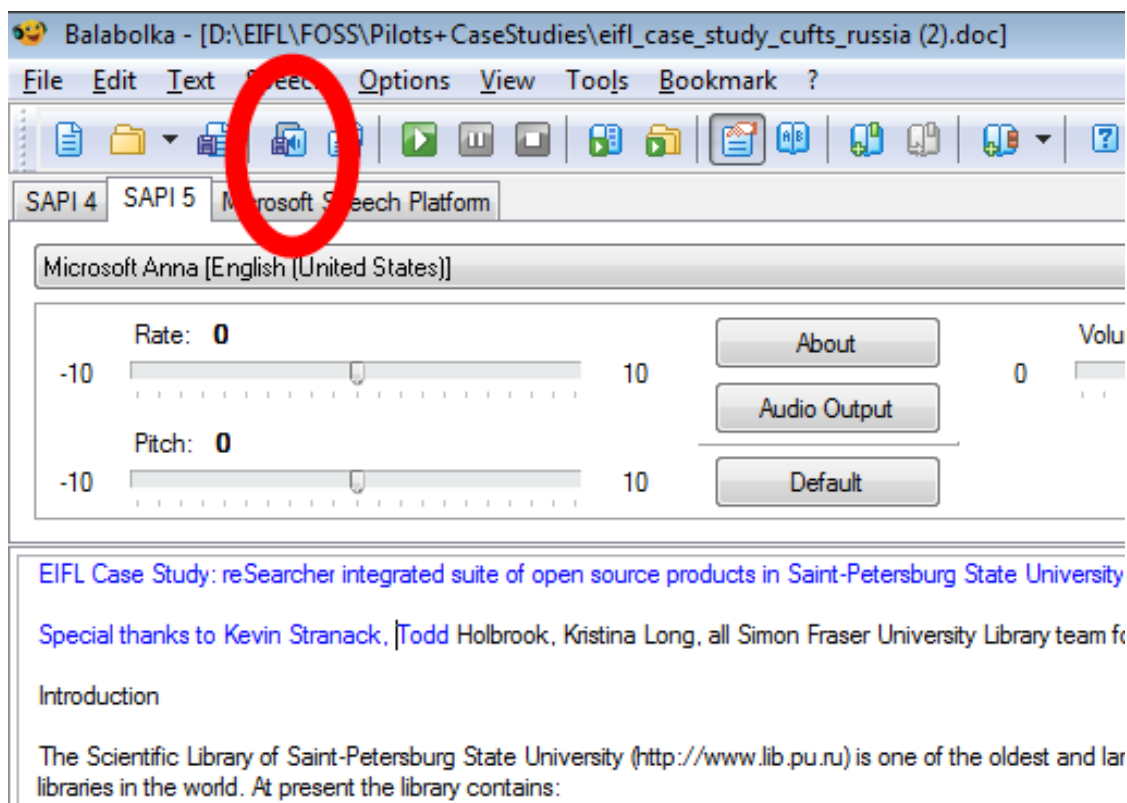 Balabolka - [D:\EIFL\FOSS\Pilots+CaseStudies\eifl_case_study_cufts_russia (2).doc]
File Edit Text Speech Options View Tools Bookmark ?
SAPI 4 SAPI 5 Microsoft Speech Platform
Microsoft Anna [English (United States)]
Rate: 0
-10 10
About
0
Audio Output
Pitch: 0
-10 10
Default
EIFL Case Study: reSearcher integrated suite of open source products in Saint-Petersburg State University
Special thanks to Kevin Stranack, Todd Holbrook, Kristina Long, all Simon Fraser University Library team
Introduction
The Scientific Library of Saint-Petersburg State University (http://www.lib.pu.ru) is one of the oldest and
libraries in the world. At present the library contains: